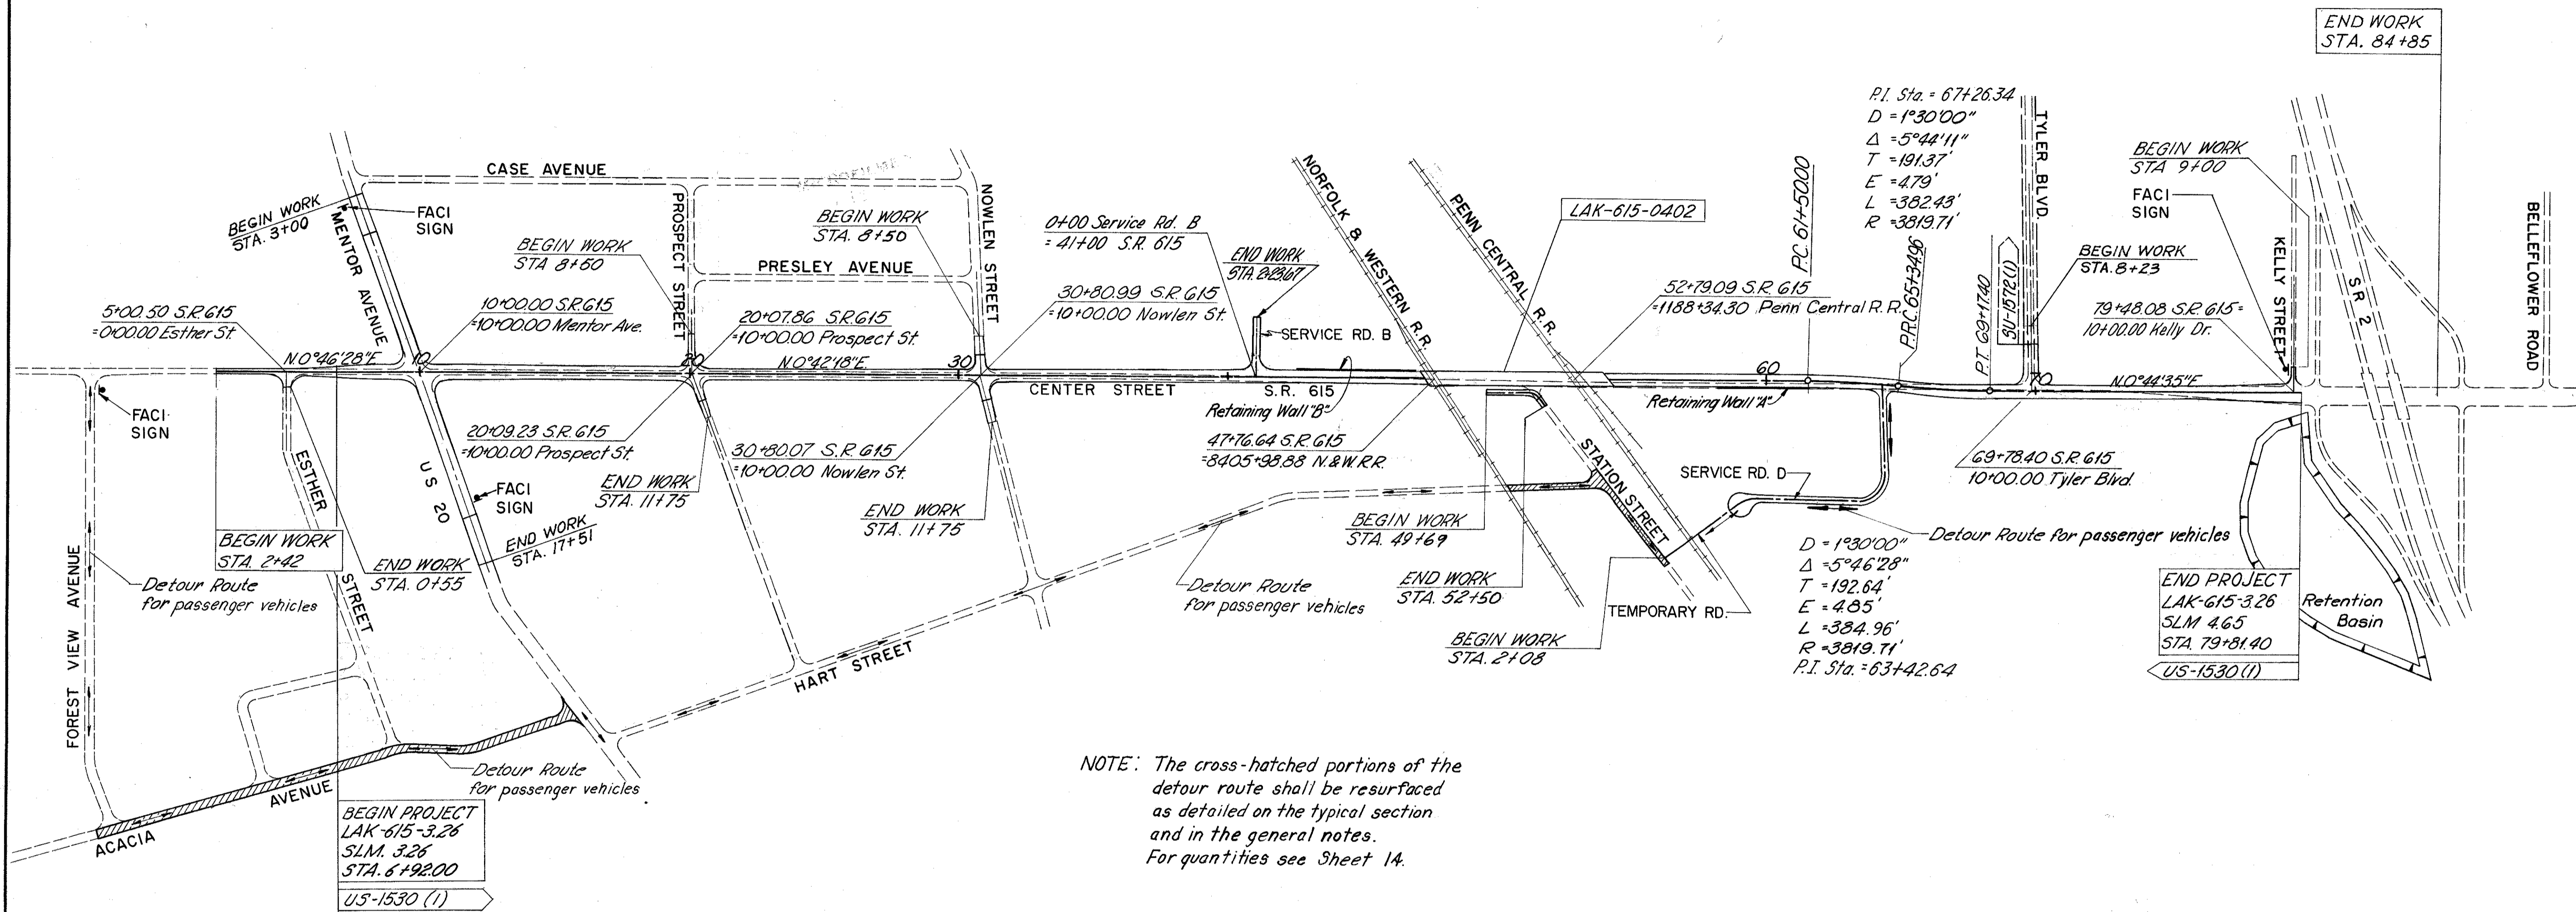 END WORK
STA. 84+85
P.I. Sta. = 67+26.34
D = 1°30'00"
Δ = 5°44'11"
T = 191.37'
E = 4.79'
L = 382.43'
R = 3819.71'
TYLER BLVD.
BEGIN WORK
STA 9+00
FACI
SIGN
KELLY STREET
SR 2
BELLEFLOWER ROAD
CASE AVENUE
BEGIN WORK
STA. 3+00
MENTOR AVENUE
FACI
SIGN
PROSPECT STREET
BEGIN WORK
STA 8+50
BEGIN WORK
STA. 8+50
NOWLEN STREET
PRESLEY AVENUE
0+00 Service Rd. B
= 41+00 S.R. 615
END WORK
NORFOLK & WESTERN R.R.
PENN CENTRAL R.R.
LAK-615-0402
P.C. 61+50.00
P.R.C. 65+34.96
P.T. 69+17.40
SU-1572(1)
BEGIN WORK
STA. 8+23
5+00.50 S.R. 615
=0+00.00 Esther St.
10+00.00 S.R. 615
=10+00.00 Mentor Ave.
20+07.86 S.R. 615
=10+00.00 Prospect St.
30+80.99 S.R. 615
=10+00.00 Nowlen St.
SERVICE RD. B
52+79.09 S.R. 615
=1188+34.30 Penn Central R.R.
79+48.08 S.R. 615=
10+00.00 Kelly Dr.
N.0°46'28"E.
10
20
N.0°42'18"E.
30
60
70
N.0°44'35"E
CENTER STREET
S.R. 615
Retaining Wall "B"
Retaining Wall "A"
FACI
SIGN
20+09.23 S.R. 615
=10+00.00 Prospect St.
30+80.07 S.R. 615
=10+00.00 Nowlen St.
47+76.64 S.R. 615
=8405+98.88 N.&W.R.R.
69+78.40 S.R. 615
10+00.00 Tyler Blvd.
ESTHER STREET
US 20
FACI
SIGN
END WORK
STA. 17+51
END WORK
STA. 11+75
END WORK
STA. 11+75
STATION STREET
SERVICE RD. D
BEGIN WORK
STA. 2+42
END WORK
STA. 0+55
BEGIN WORK
STA. 49+69
END WORK
STA. 52+50
Detour Route for passenger vehicles
FOREST VIEW AVENUE
Detour Route
for passenger vehicles
Detour Route
for passenger vehicles
TEMPORARY RD.
BEGIN WORK
STA. 2+08
D = 1°30'00"
Δ = 5°46'28"
T = 192.64'
E = 4.85'
L = 384.96'
R = 3819.71'
P.I. Sta. = 63+42.64
END PROJECT
LAK-615-3.26
SLM 4.65
STA. 79+81.40
US-1530 (1)
Retention
Basin
HART STREET
Detour Route
for passenger vehicles
ACACIA AVENUE
BEGIN PROJECT
LAK-615-3.26
SLM. 3.26
STA. 6+92.00
US-1530 (1)
NOTE: The cross-hatched portions of the
detour route shall be resurfaced
as detailed on the typical section
and in the general notes.
For quantities see Sheet 14.